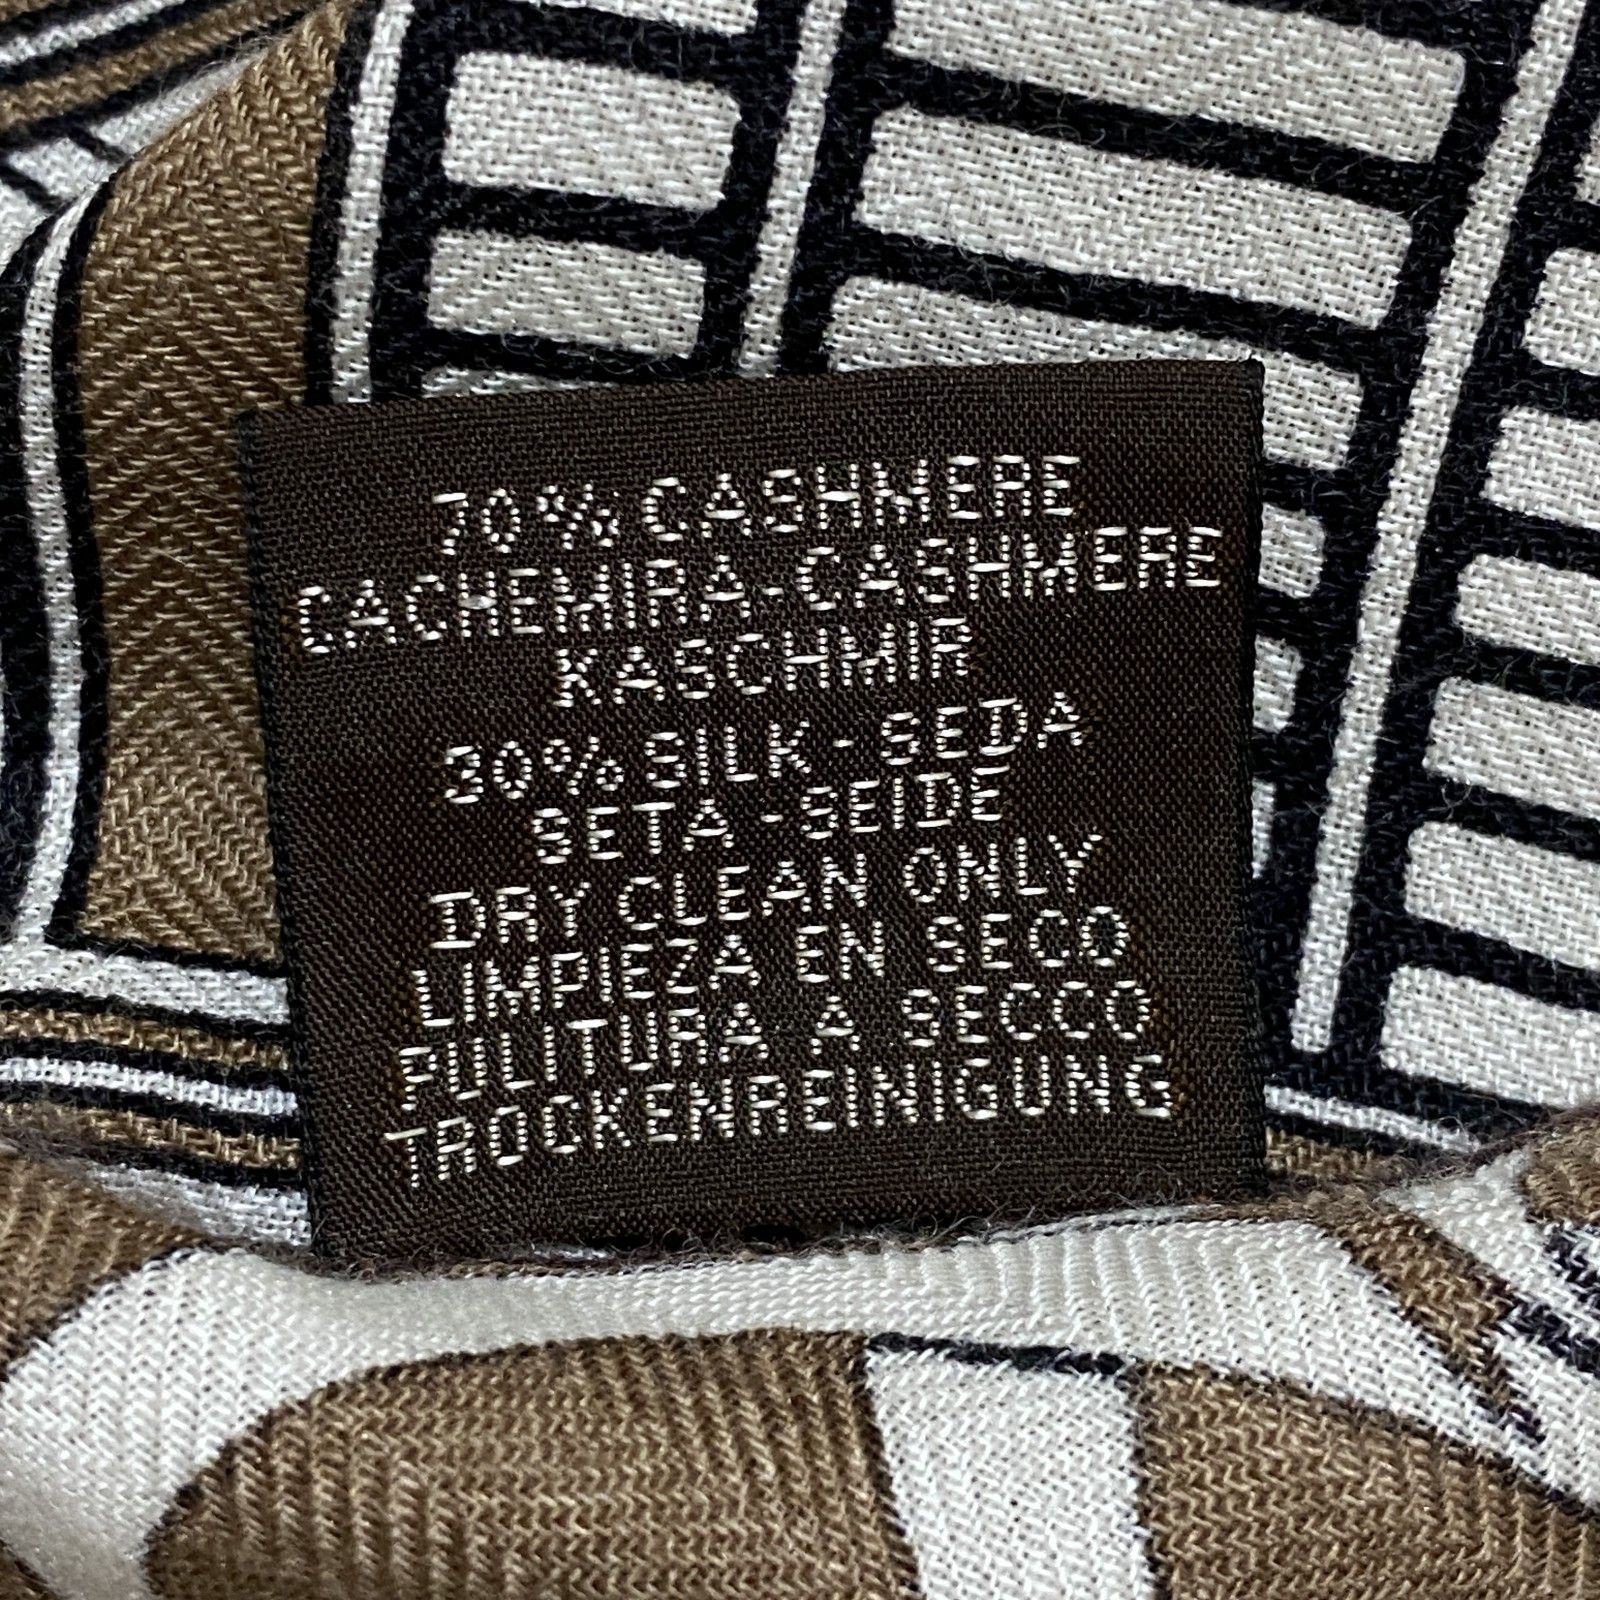 70% CASHMERE
CACHEMIRA-CASHMERE
KASCHMIR
30% SILK - SEDA
SETA - SEIDE
DRY CLEAN ONLY
LIMPIEZA EN SECO
PULITURA A SECCO
TROCKENREINIGUNG